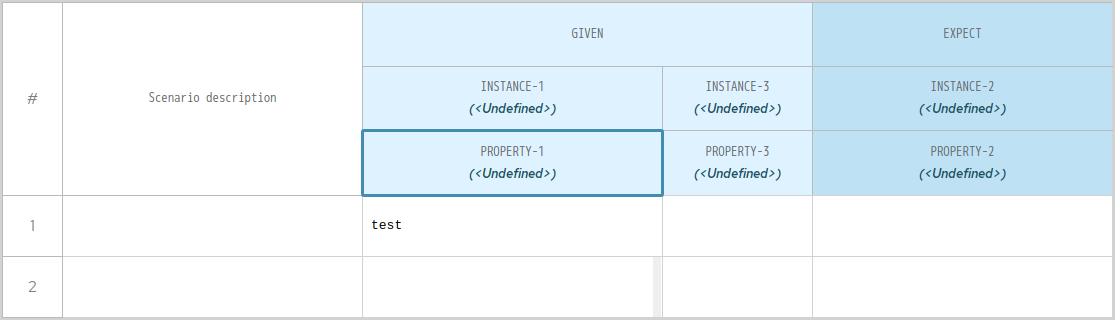 GIVEN
EXPECT
#
Scenario description
INSTANCE-1
(<Undefined>)
INSTANCE-3
(<Undefined>)
INSTANCE-2
(<Undefined>)
PROPERTY-1
(<Undefined>)
PROPERTY-3
(<Undefined>)
PROPERTY-2
(<Undefined>)
1
test
2